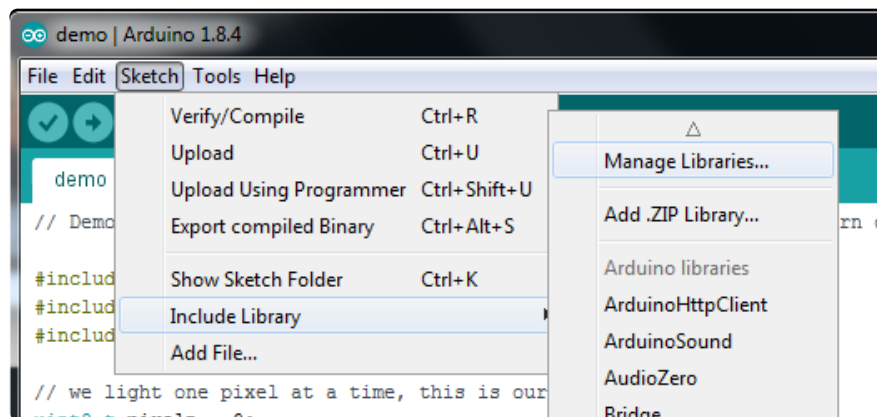 demo | Arduino 1.8.4
File Edit Sketch Tools Help
Verify/Compile Ctrl+R
Upload Ctrl+U
Upload Using Programmer Ctrl+Shift+U
Export compiled Binary Ctrl+Alt+S
Show Sketch Folder Ctrl+K
Include Library
Add File...
Manage Libraries...
Add .ZIP Library...
Arduino libraries
ArduinoHttpClient
ArduinoSound
AudioZero
Bridge
demo
// Demo
#includ
#includ
#includ
// we light one pixel at a time, this is our